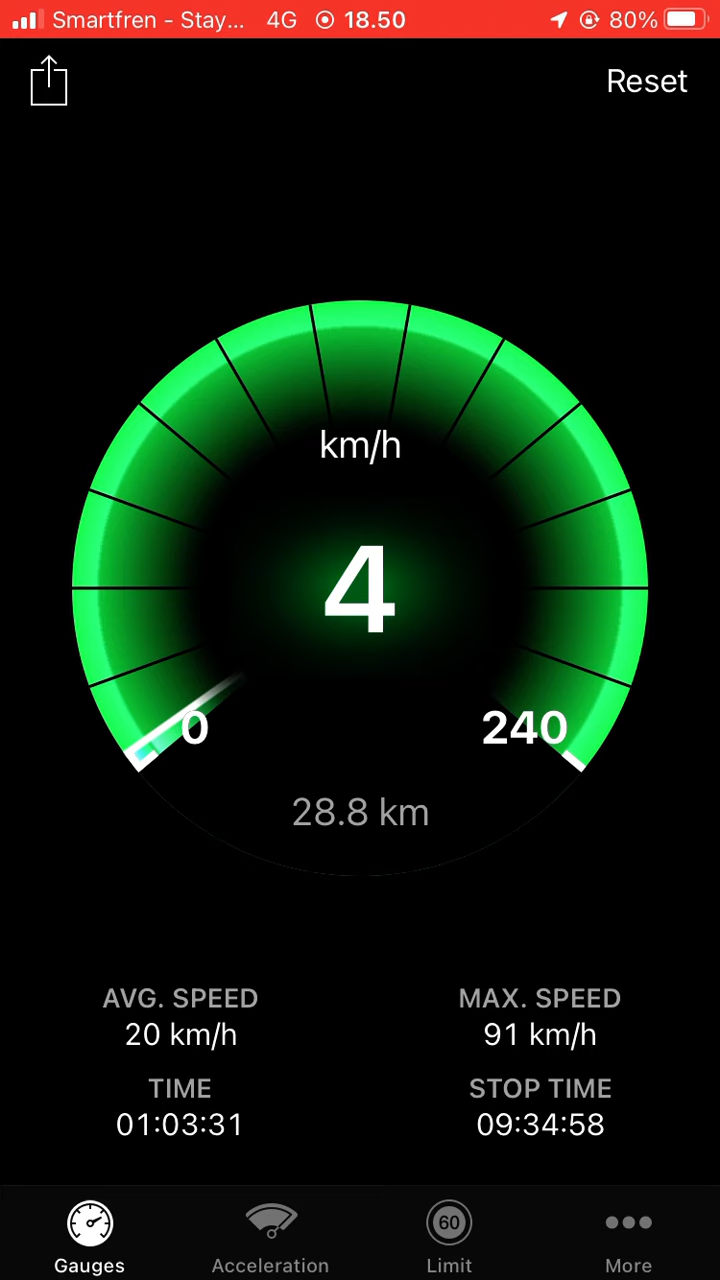 Smartfren - Stay... 4G 18.50 80%
Reset
km/h
4
0 240
28.8 km
AVG. SPEED MAX. SPEED
20 km/h 91 km/h
TIME STOP TIME
01:03:31 09:34:58
60
Gauges Acceleration Limit More